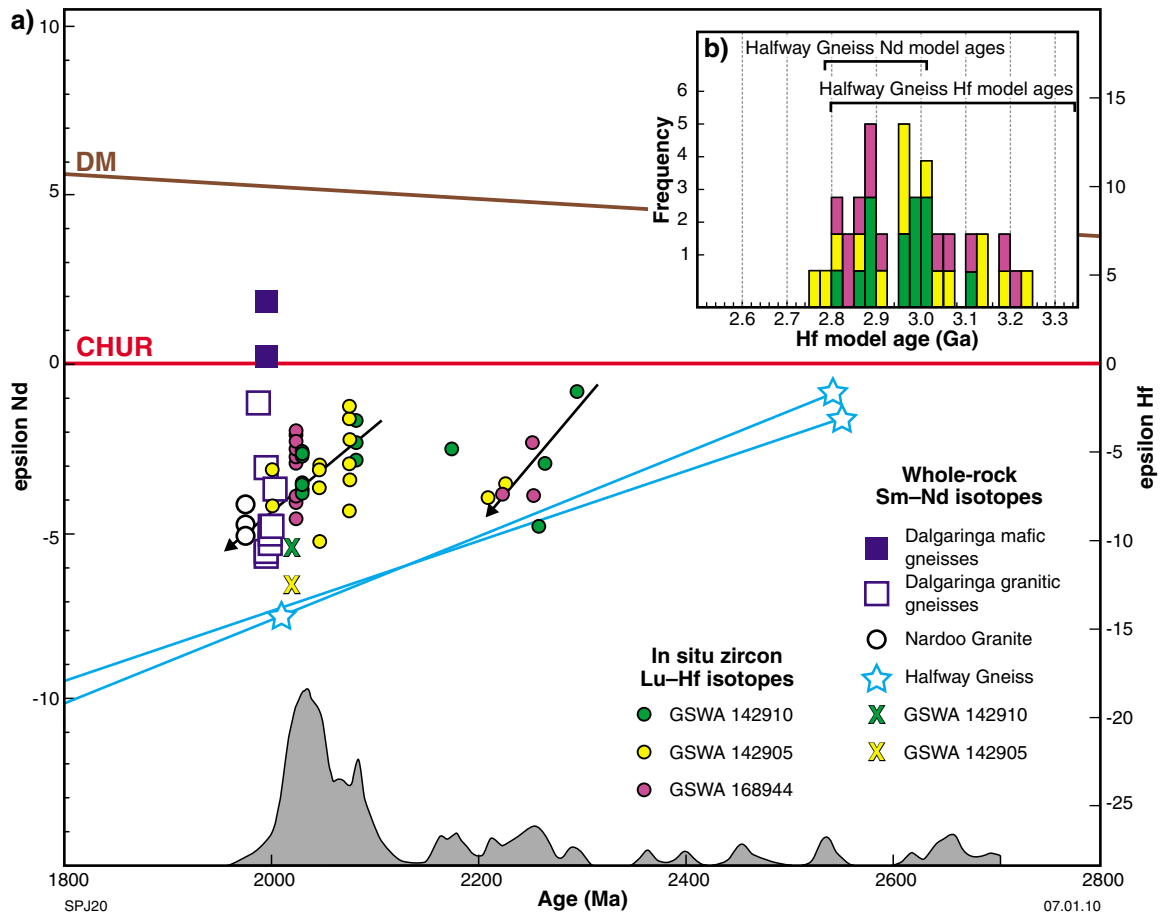 a)
10
5
0
-5
-10
epsilon Nd
DM
CHUR
b)
Halfway Gneiss Nd model ages
Halfway Gneiss Hf model ages
Frequency
6
5
4
3
2
1
2.6 2.7 2.8 2.9 3.0 3.1 3.2 3.3
Hf model age (Ga)
15
10
5
0
-5
-10
-15
-20
-25
epsilon Hf
Whole-rock
Sm–Nd isotopes
Dalgaringa mafic
gneisses
Dalgaringa granitic
gneisses
Nardoo Granite
Halfway Gneiss
X GSWA 142910
X GSWA 142905
In situ zircon
Lu–Hf isotopes
GSWA 142910
GSWA 142905
GSWA 168944
X
X
1800 2000 2200 2400 2600 2800
Age (Ma)
SPJ20
07.01.10